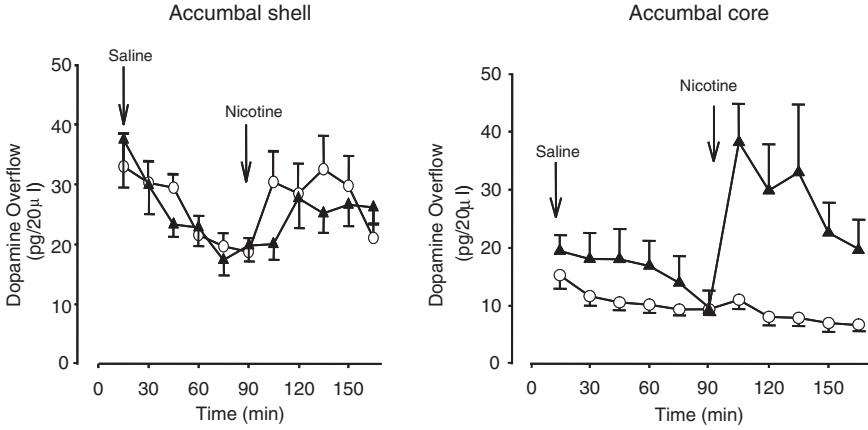 Accumbal shell
Saline
Nicotine
Dopamine Overflow
(pg/20μ l)
50
40
30
20
10
0
0 30 60 90 120 150
Time (min)
Accumbal core
Nicotine
Saline
Dopamine Overflow
(pg/20μ l)
50
40
30
20
10
0
0 30 60 90 120 150
Time (min)